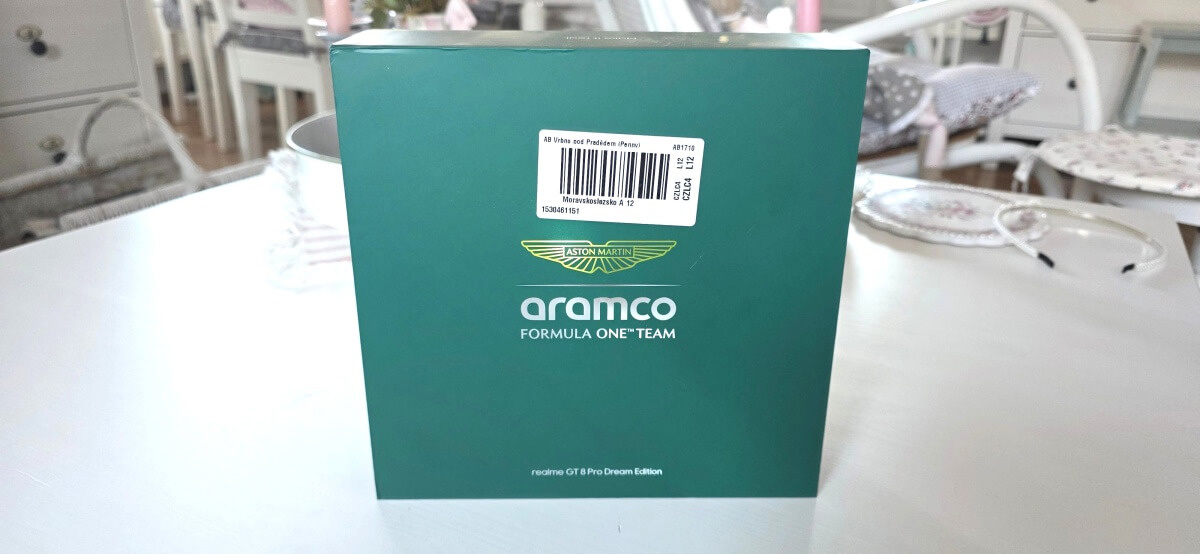 AB Vrbno pod Pradědem (Penny) AB1710
L12
L12
CZLC4
CZLC4
Moravskoslezsko A 12
1530461151
ASTON MARTIN
aramco
FORMULA ONE™ TEAM
realme GT 8 Pro Dream Edition